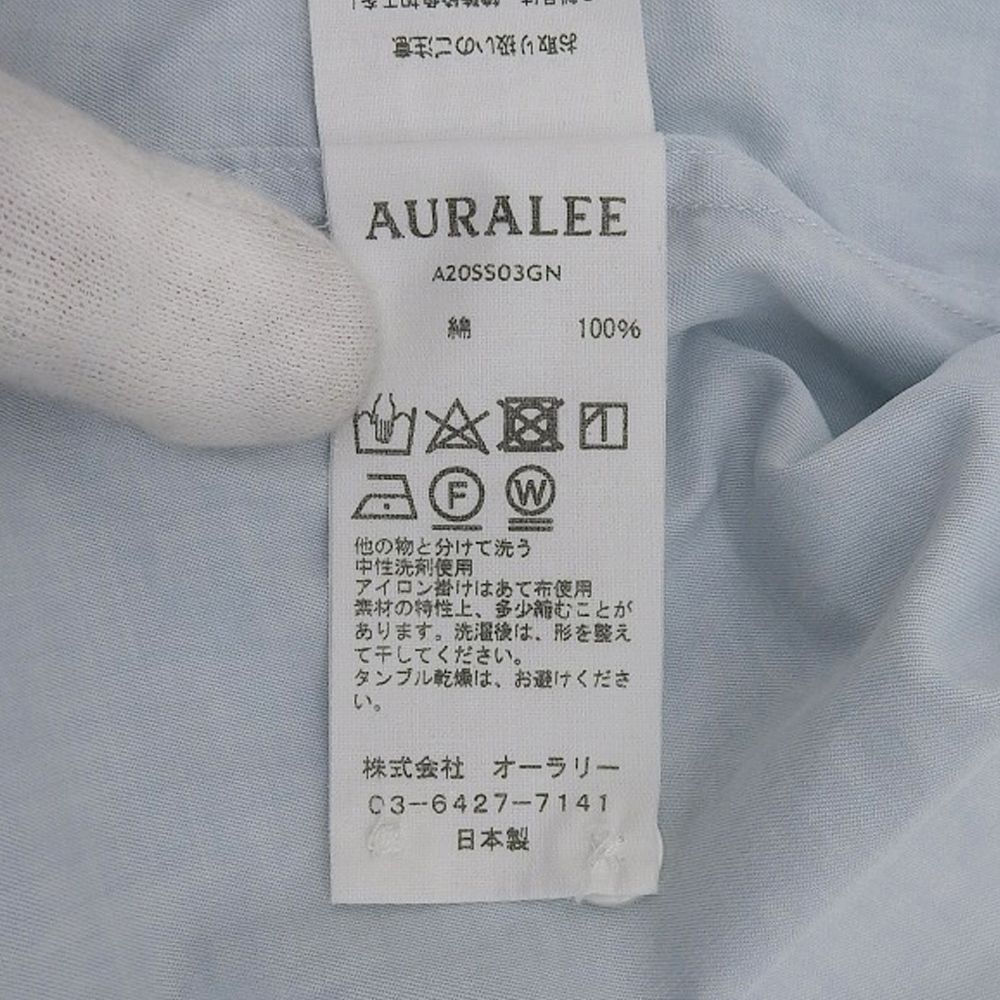 お取り扱いのご注意
AURALEE
A20SS03GN
綿 100%
F W
他の物と分けて洗う
中性洗剤使用
アイロン掛けはあて布使用
素材の特性上、多少縮むことが
あります。洗濯後は、形を整え
て干してください。
タンブル乾燥は、お避けくださ
い。
株式会社 オーラリー
03-6427-7141
日本製